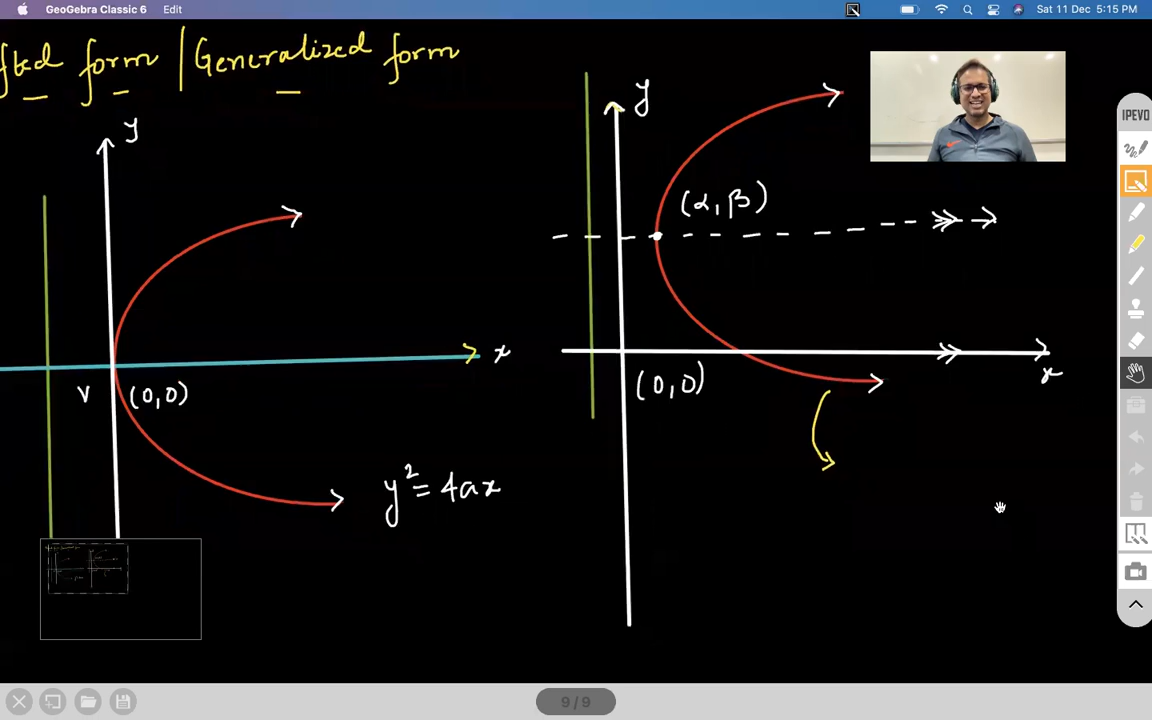 GeoGebra Classic 6 Edit
Sat 11 Dec 5:15 PM
form | Generalized form
y
y
IPEVO
(α, β)
x
x
V (0,0)
(0,0)
y² = 4ax
9 / 9